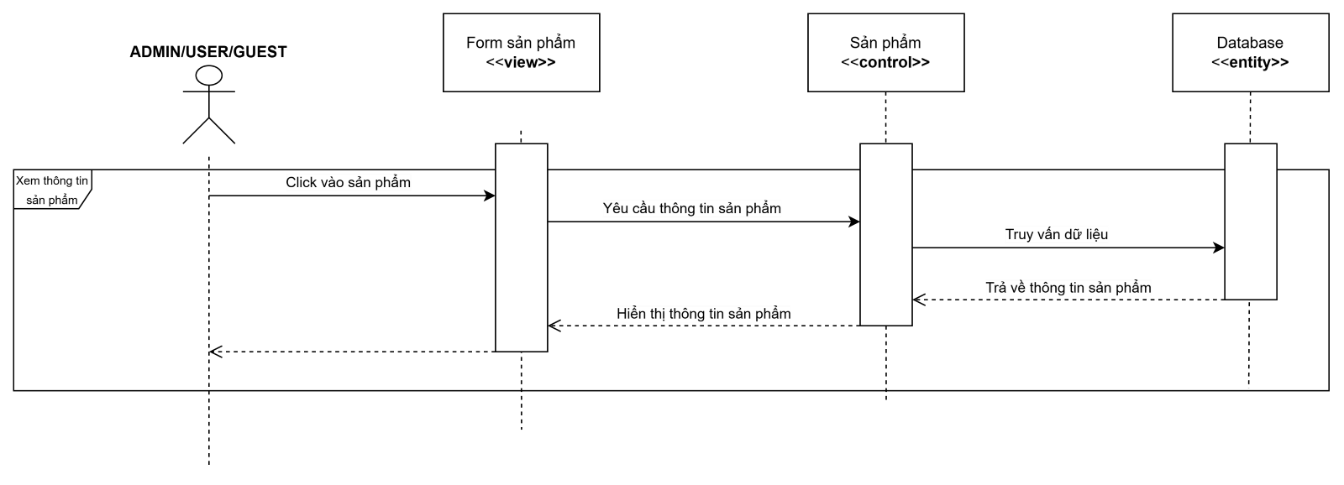 ADMIN/USER/GUEST
Form sản phẩm
<<view>>
Sản phẩm
<<control>>
Database
<<entity>>
Xem thông tin
sản phẩm
Click vào sản phẩm
Yêu cầu thông tin sản phẩm
Truy vấn dữ liệu
Trả về thông tin sản phẩm
Hiển thị thông tin sản phẩm